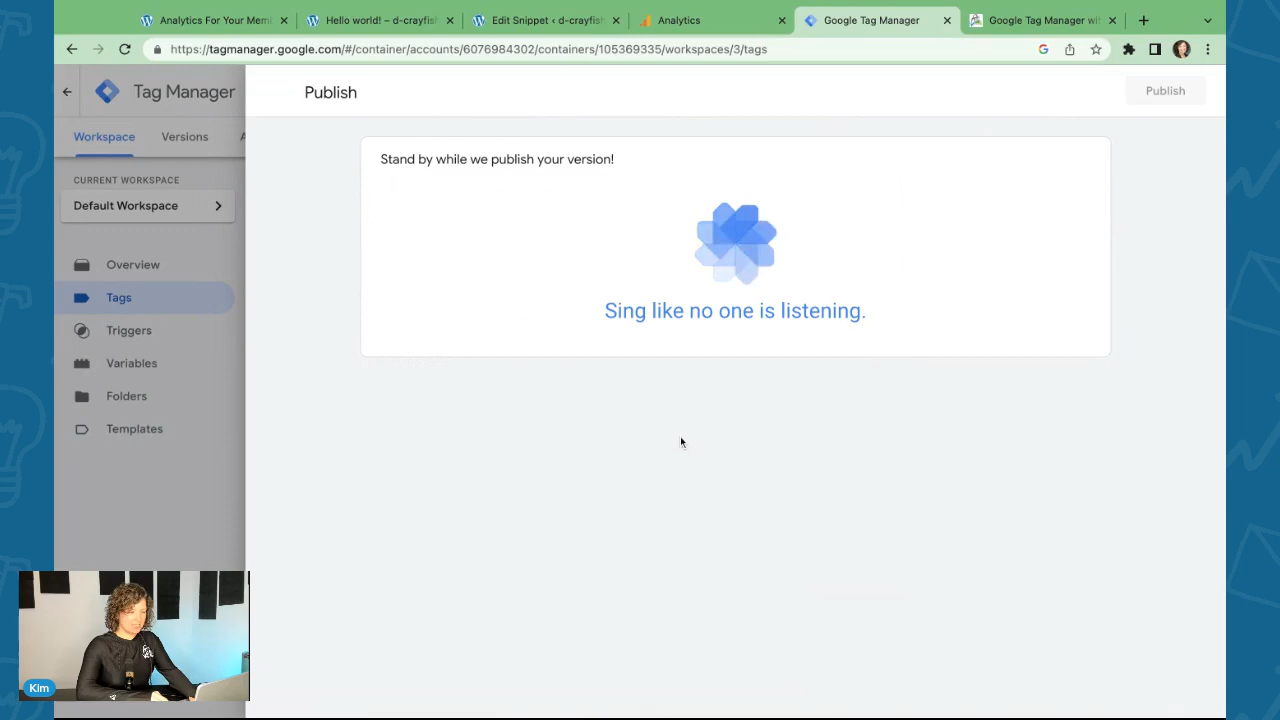 Analytics For Your Mem
Hello world! – d-crayfish
Edit Snippet ‹ d-crayfish
Analytics
Google Tag Manager
Google Tag Manager wit
https://tagmanager.google.com/#/container/accounts/6076984302/containers/105369335/workspaces/3/tags
Tag Manager
Publish
Publish
Workspace
Versions
A
CURRENT WORKSPACE
Default Workspace
Overview
Tags
Triggers
Variables
Folders
Templates
Stand by while we publish your version!
Sing like no one is listening.
Kim